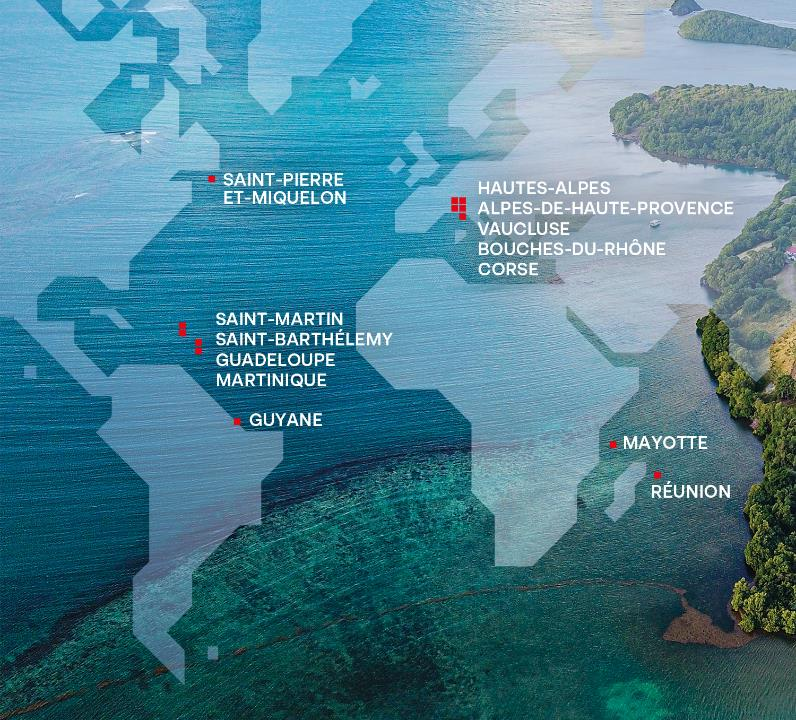 SAINT-PIERRE
ET-MIQUELON
HAUTES-ALPES
ALPES-DE-HAUTE-PROVENCE
VAUCLUSE
BOUCHES-DU-RHÔNE
CORSE
SAINT-MARTIN
SAINT-BARTHÉLEMY
GUADELOUPE
MARTINIQUE
GUYANE
MAYOTTE
RÉUNION